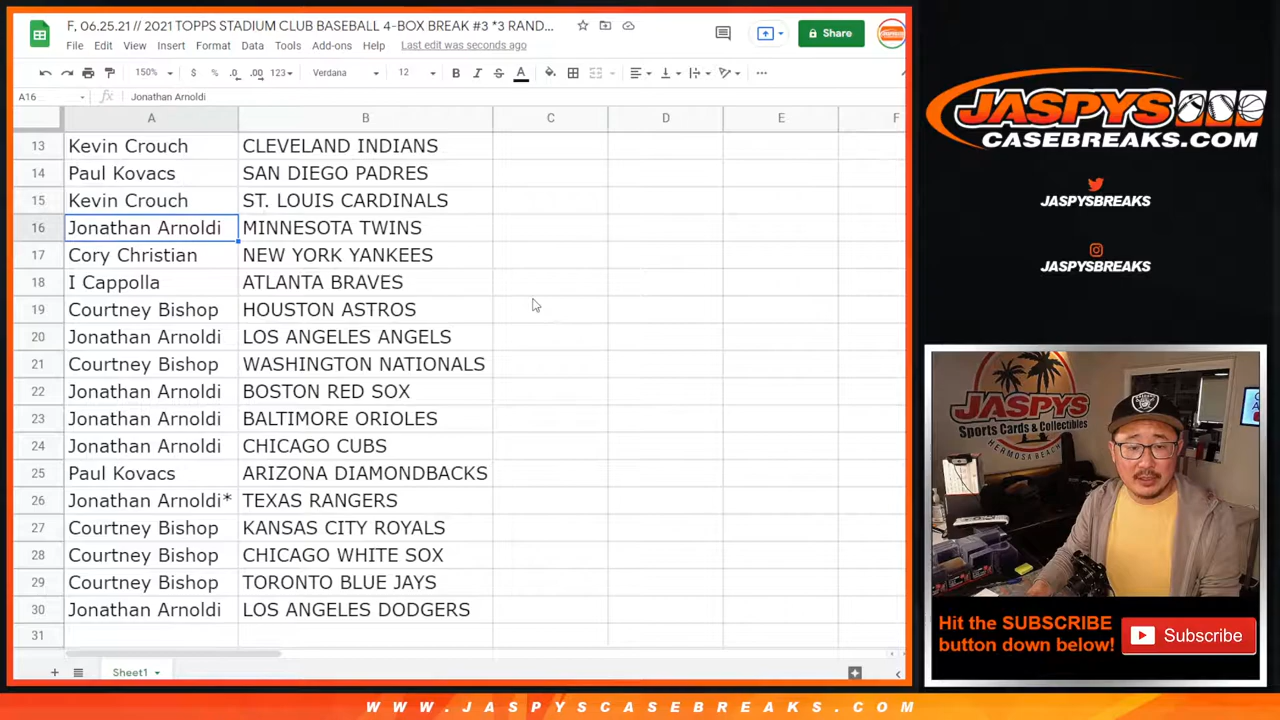 F, 06.25.21 // 2021 TOPPS STADIUM CLUB BASEBALL 4-BOX BREAK #3 *3 RAND...
File Edit View Insert Format Data Tools Add-ons Help Last edit was seconds ago
Share
150% $ % .0 .00 123 Verdana 12 B I S A
A16 fx Jonathan Arnoldi
A B C D E F
13 Kevin Crouch CLEVELAND INDIANS
14 Paul Kovacs SAN DIEGO PADRES
15 Kevin Crouch ST. LOUIS CARDINALS
16 Jonathan Arnoldi MINNESOTA TWINS
17 Cory Christian NEW YORK YANKEES
18 I Cappolla ATLANTA BRAVES
19 Courtney Bishop HOUSTON ASTROS
20 Jonathan Arnoldi LOS ANGELES ANGELS
21 Courtney Bishop WASHINGTON NATIONALS
22 Jonathan Arnoldi BOSTON RED SOX
23 Jonathan Arnoldi BALTIMORE ORIOLES
24 Jonathan Arnoldi CHICAGO CUBS
25 Paul Kovacs ARIZONA DIAMONDBACKS
26 Jonathan Arnoldi* TEXAS RANGERS
27 Courtney Bishop KANSAS CITY ROYALS
28 Courtney Bishop CHICAGO WHITE SOX
29 Courtney Bishop TORONTO BLUE JAYS
30 Jonathan Arnoldi LOS ANGELES DODGERS
31
Sheet1
JASPYS
CASEBREAKS.COM
JASPYSBREAKS
JASPYSBREAKS
JASPYS
Sports Cards & Collectibles
HERMOSA BEACH
Hit the SUBSCRIBE
button down below!
Subscribe
WWW.JASPYSCASEBREAKS.COM